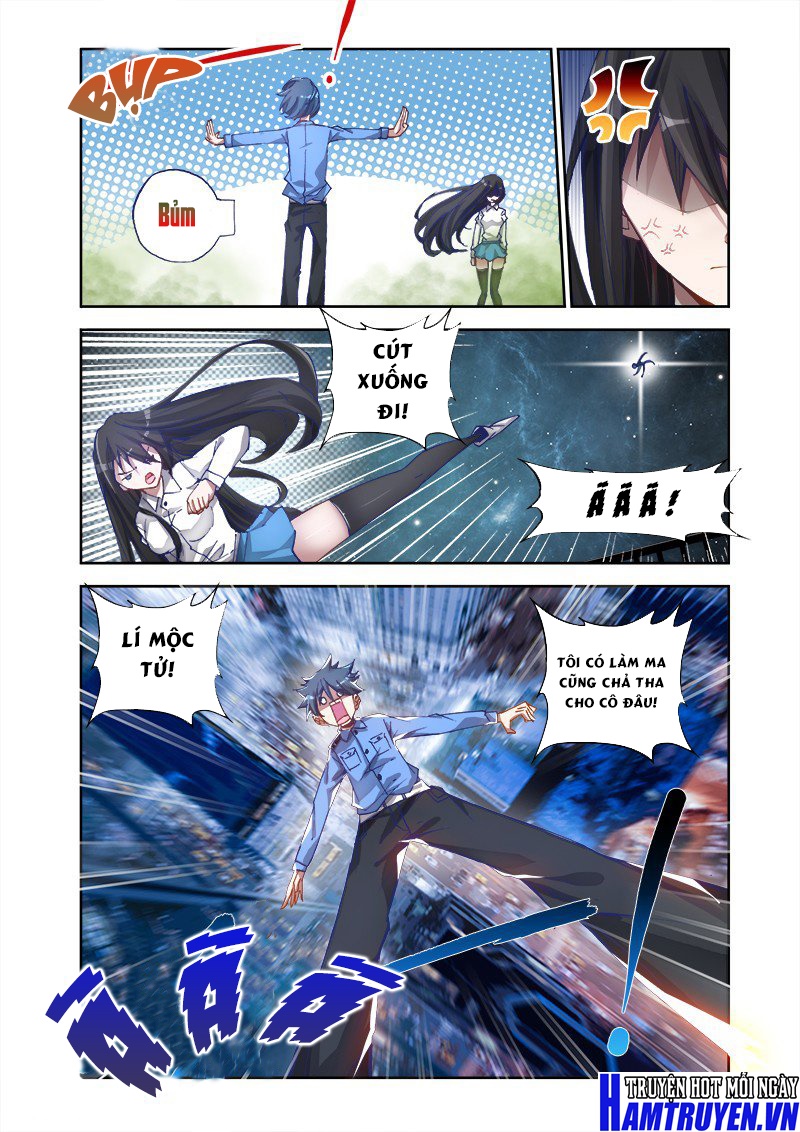 BỤP
!
Bủm
CÚT
XUỐNG
ĐI!
Ã Ã Ã !
LÍ MỘC
TỬ!
TÔI CÓ LÀM MA
CŨNG CHẢ THA
CHO CÔ ĐÂU!
Ã Ã Ã !
TRUYỆN HOT MỎI NGÀY
HAMTRUYEN.VN